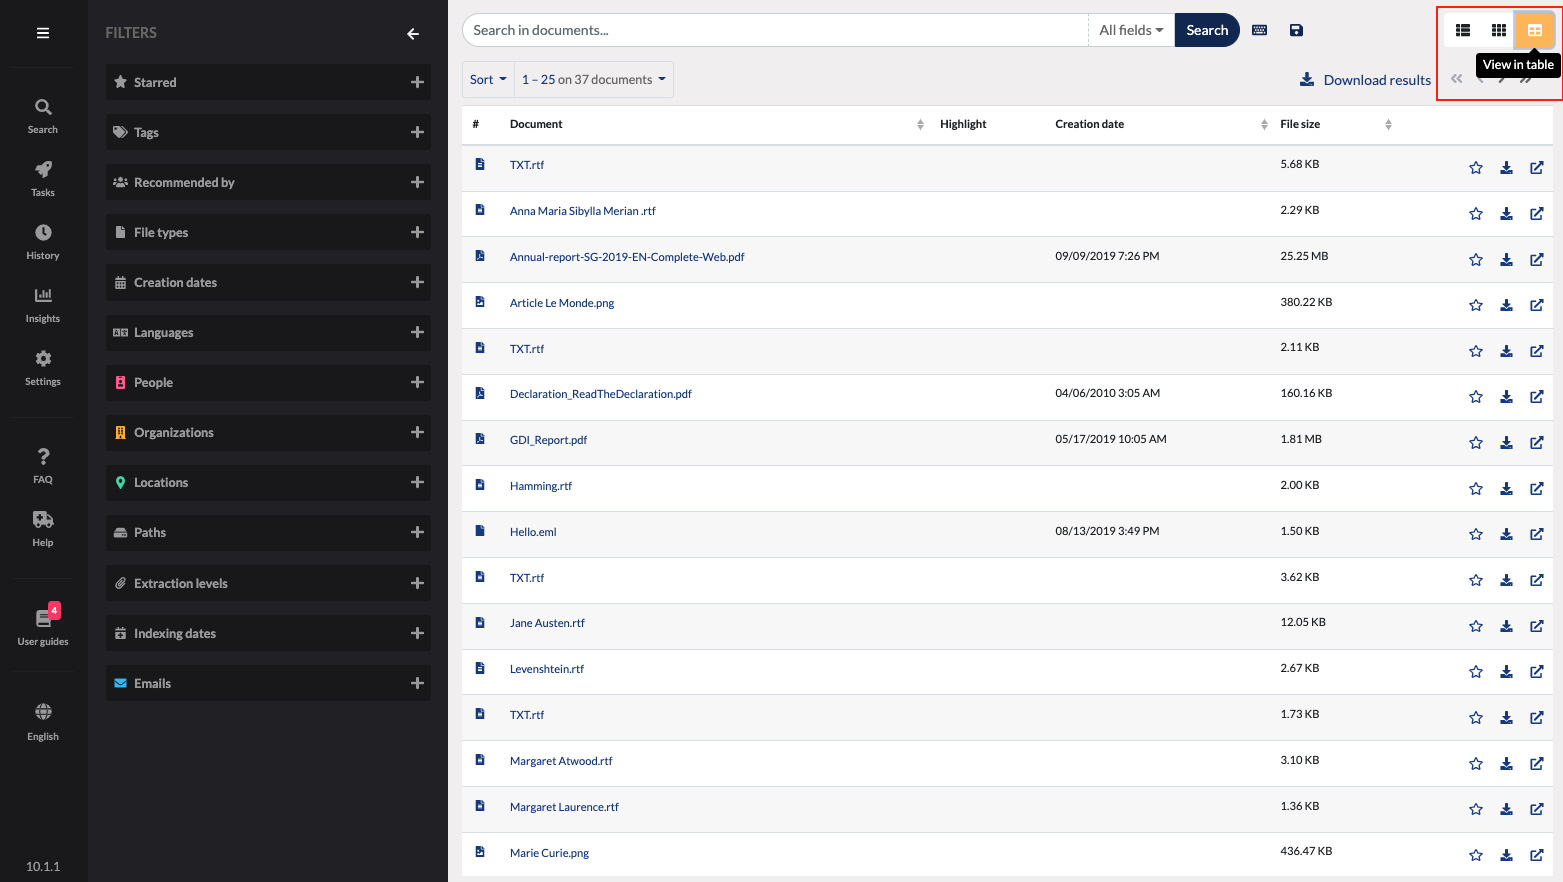 Search
Tasks
History
Insights
Settings
?
FAQ
Help
4
User guides
English
10.1.1
FILTERS
Starred
Tags
Recommended by
File types
Creation dates
Languages
People
Organizations
Locations
Paths
Extraction levels
Indexing dates
Emails
Search in documents... All fields Search
View in table
Sort 1 – 25 on 37 documents Download results
# Document Highlight Creation date File size
TXT.rtf 5.68 KB
Anna Maria Sibylla Merian .rtf 2.29 KB
Annual-report-SG-2019-EN-Complete-Web.pdf 09/09/2019 7:26 PM 25.25 MB
Article Le Monde.png 380.22 KB
TXT.rtf 2.11 KB
Declaration_ReadTheDeclaration.pdf 04/06/2010 3:05 AM 160.16 KB
GDI_Report.pdf 05/17/2019 10:05 AM 1.81 MB
Hamming.rtf 2.00 KB
Hello.eml 08/13/2019 3:49 PM 1.50 KB
TXT.rtf 3.62 KB
Jane Austen.rtf 12.05 KB
Levenshtein.rtf 2.67 KB
TXT.rtf 1.73 KB
Margaret Atwood.rtf 3.10 KB
Margaret Laurence.rtf 1.36 KB
Marie Curie.png 436.47 KB